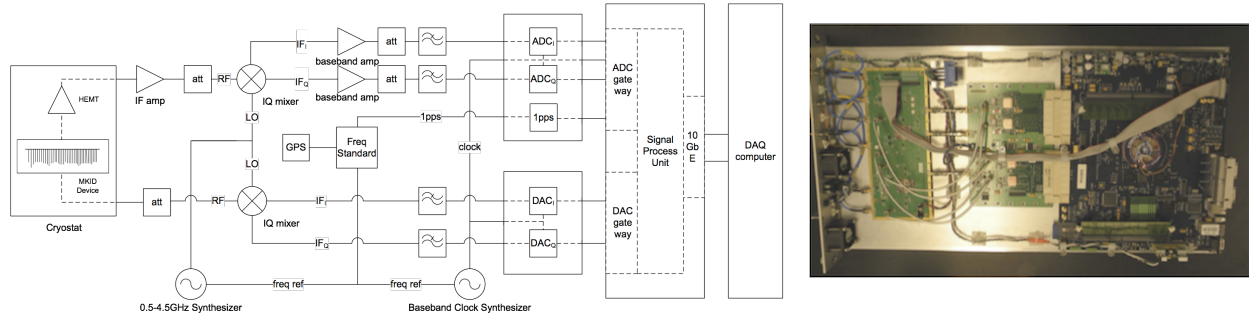 HEMT
MKID
Device
Cryostat
IF amp
att
RF
IQ mixer
IF_I
IF_Q
baseband amp
baseband amp
att
att
ADC_I
ADC_Q
1pps
1pps
LO
LO
GPS
Freq
Standard
clock
att
RF
IQ mixer
IF_I
IF_Q
DAC_I
DAC_Q
freq ref
freq ref
0.5-4.5GHz Synthesizer
Baseband Clock Synthesizer
ADC
gate
way
DAC
gate
way
Signal
Process
Unit
10
Gb
E
DAQ
computer